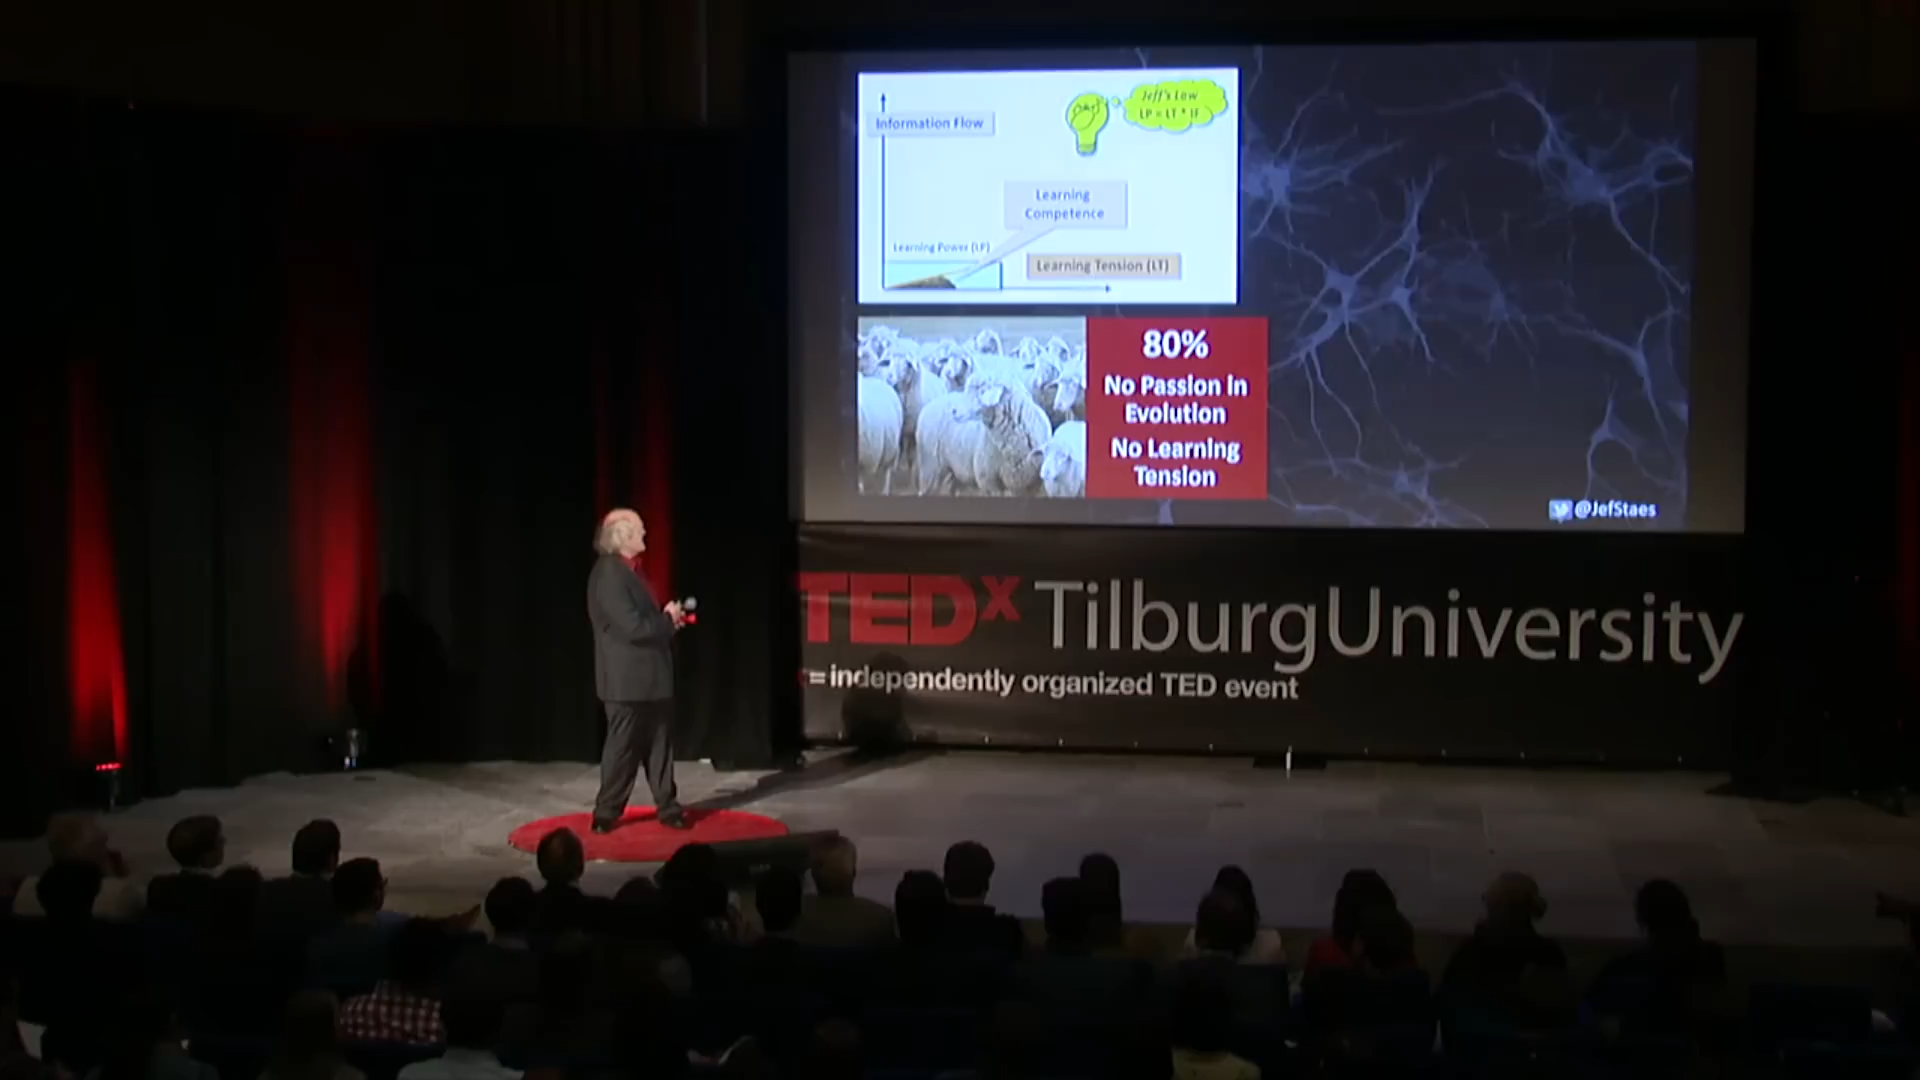 Jeff's Law
LP = LT * IF
Information Flow
Learning
Competence
Learning Power (LP)
Learning Tension (LT)
80%
No Passion in
Evolution
No Learning
Tension
@JefStaes
TEDx TilburgUniversity
x = independently organized TED event